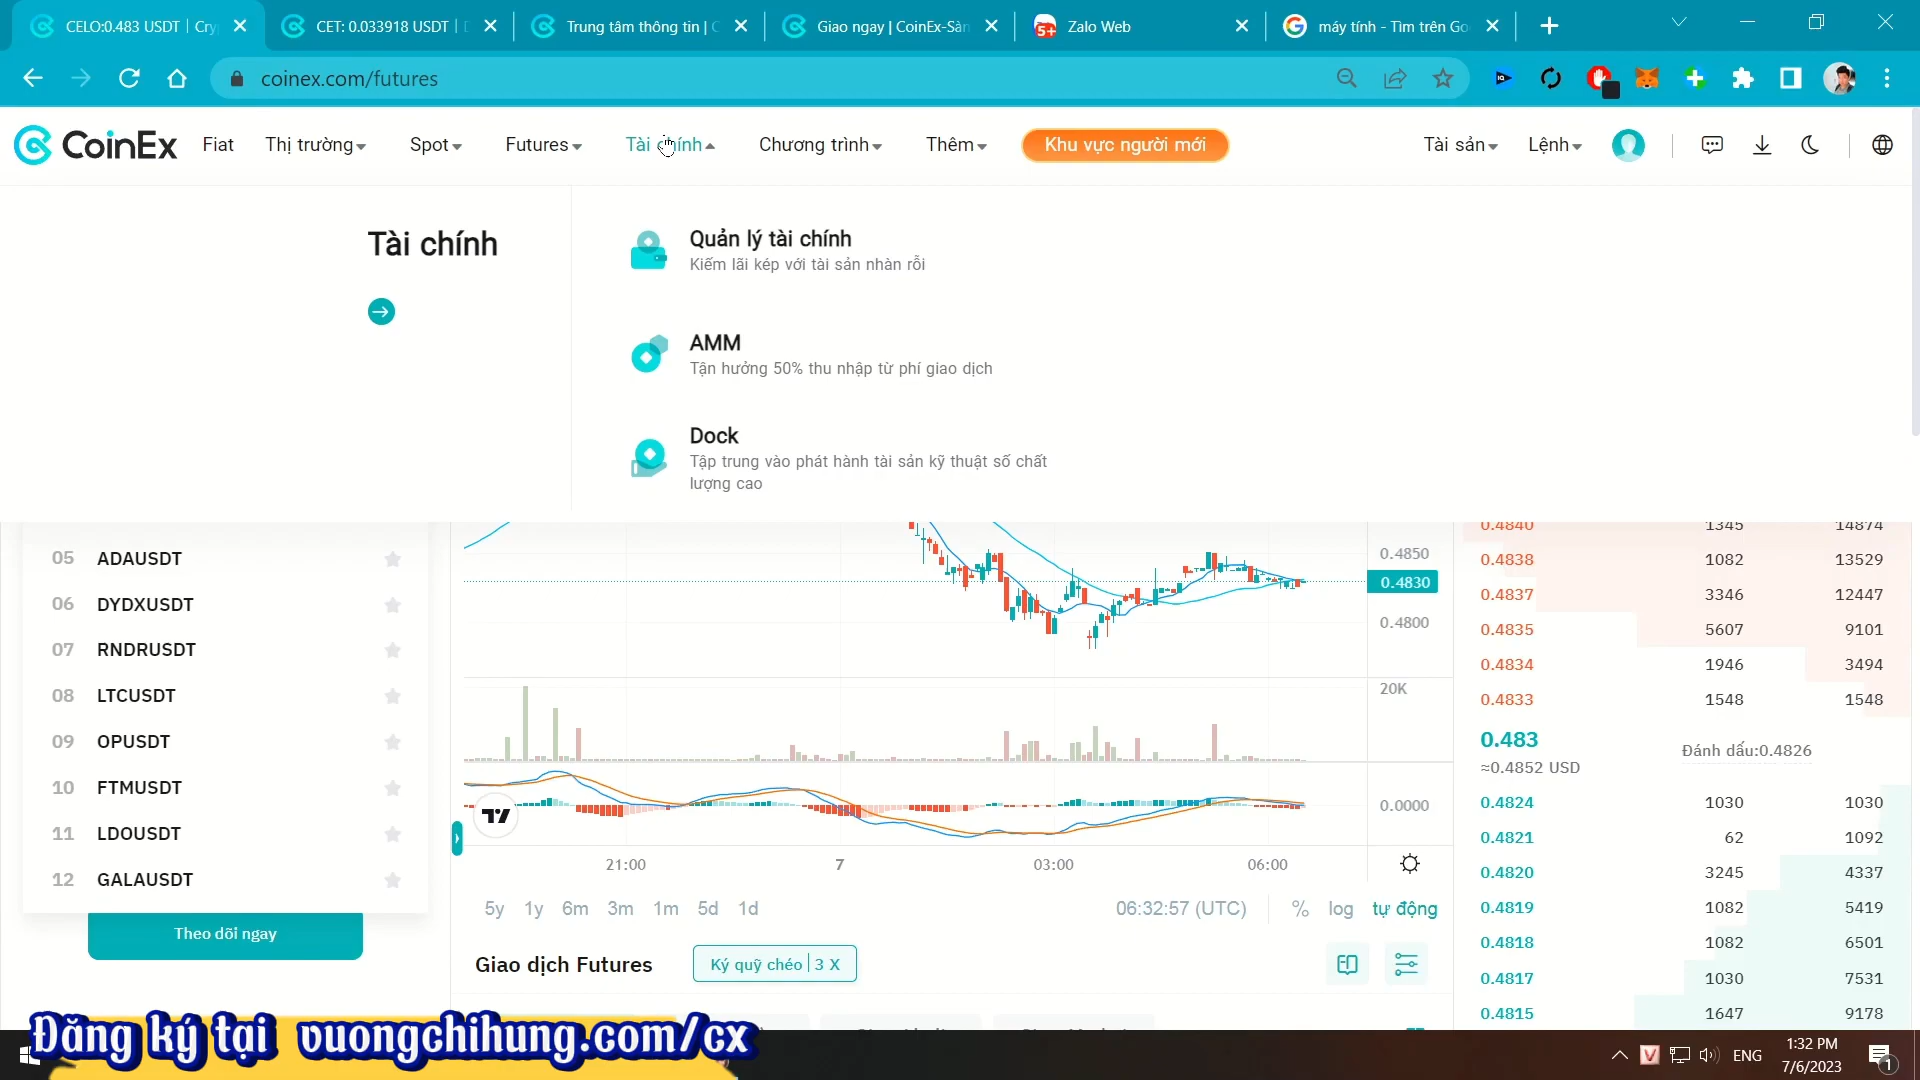 CELO:0.483 USDT | Cry
CET: 0.033918 USDT |
Trung tâm thông tin | C
Giao ngay | CoinEx-Sàn
5+
Zalo Web
máy tính - Tìm trên Go
coinex.com/futures
CoinEx
Fiat
Thị trường
Spot
Futures
Tài chính
Chương trình
Thêm
Khu vực người mới
Tài sản
Lệnh
Tài chính
Quản lý tài chính
Kiếm lãi kép với tài sản nhàn rỗi
AMM
Tận hưởng 50% thu nhập từ phí giao dịch
Dock
Tập trung vào phát hành tài sản kỹ thuật số chất
lượng cao
05 ADAUSDT
06 DYDXUSDT
07 RNDRUSDT
08 LTCUSDT
09 OPUSDT
10 FTMUSDT
11 LDOUSDT
12 GALAUSDT
Theo dõi ngay
0.4850
0.4830
0.4800
20K
0.0000
21:00 7 03:00 06:00
5y 1y 6m 3m 1m 5d 1d
06:32:57 (UTC) % log tự động
Giao dịch Futures
Ký quỹ chéo | 3 X
0.4840 1345 14874
0.4838 1082 13529
0.4837 3346 12447
0.4835 5607 9101
0.4834 1946 3494
0.4833 1548 1548
0.483
Đánh dấu:0.4826
≈0.4852 USD
0.4824 1030 1030
0.4821 62 1092
0.4820 3245 4337
0.4819 1082 5419
0.4818 1082 6501
0.4817 1030 7531
0.4815 1647 9178
Đăng ký tại vuongchihung.com/cx
ENG
1:32 PM
7/6/2023
1